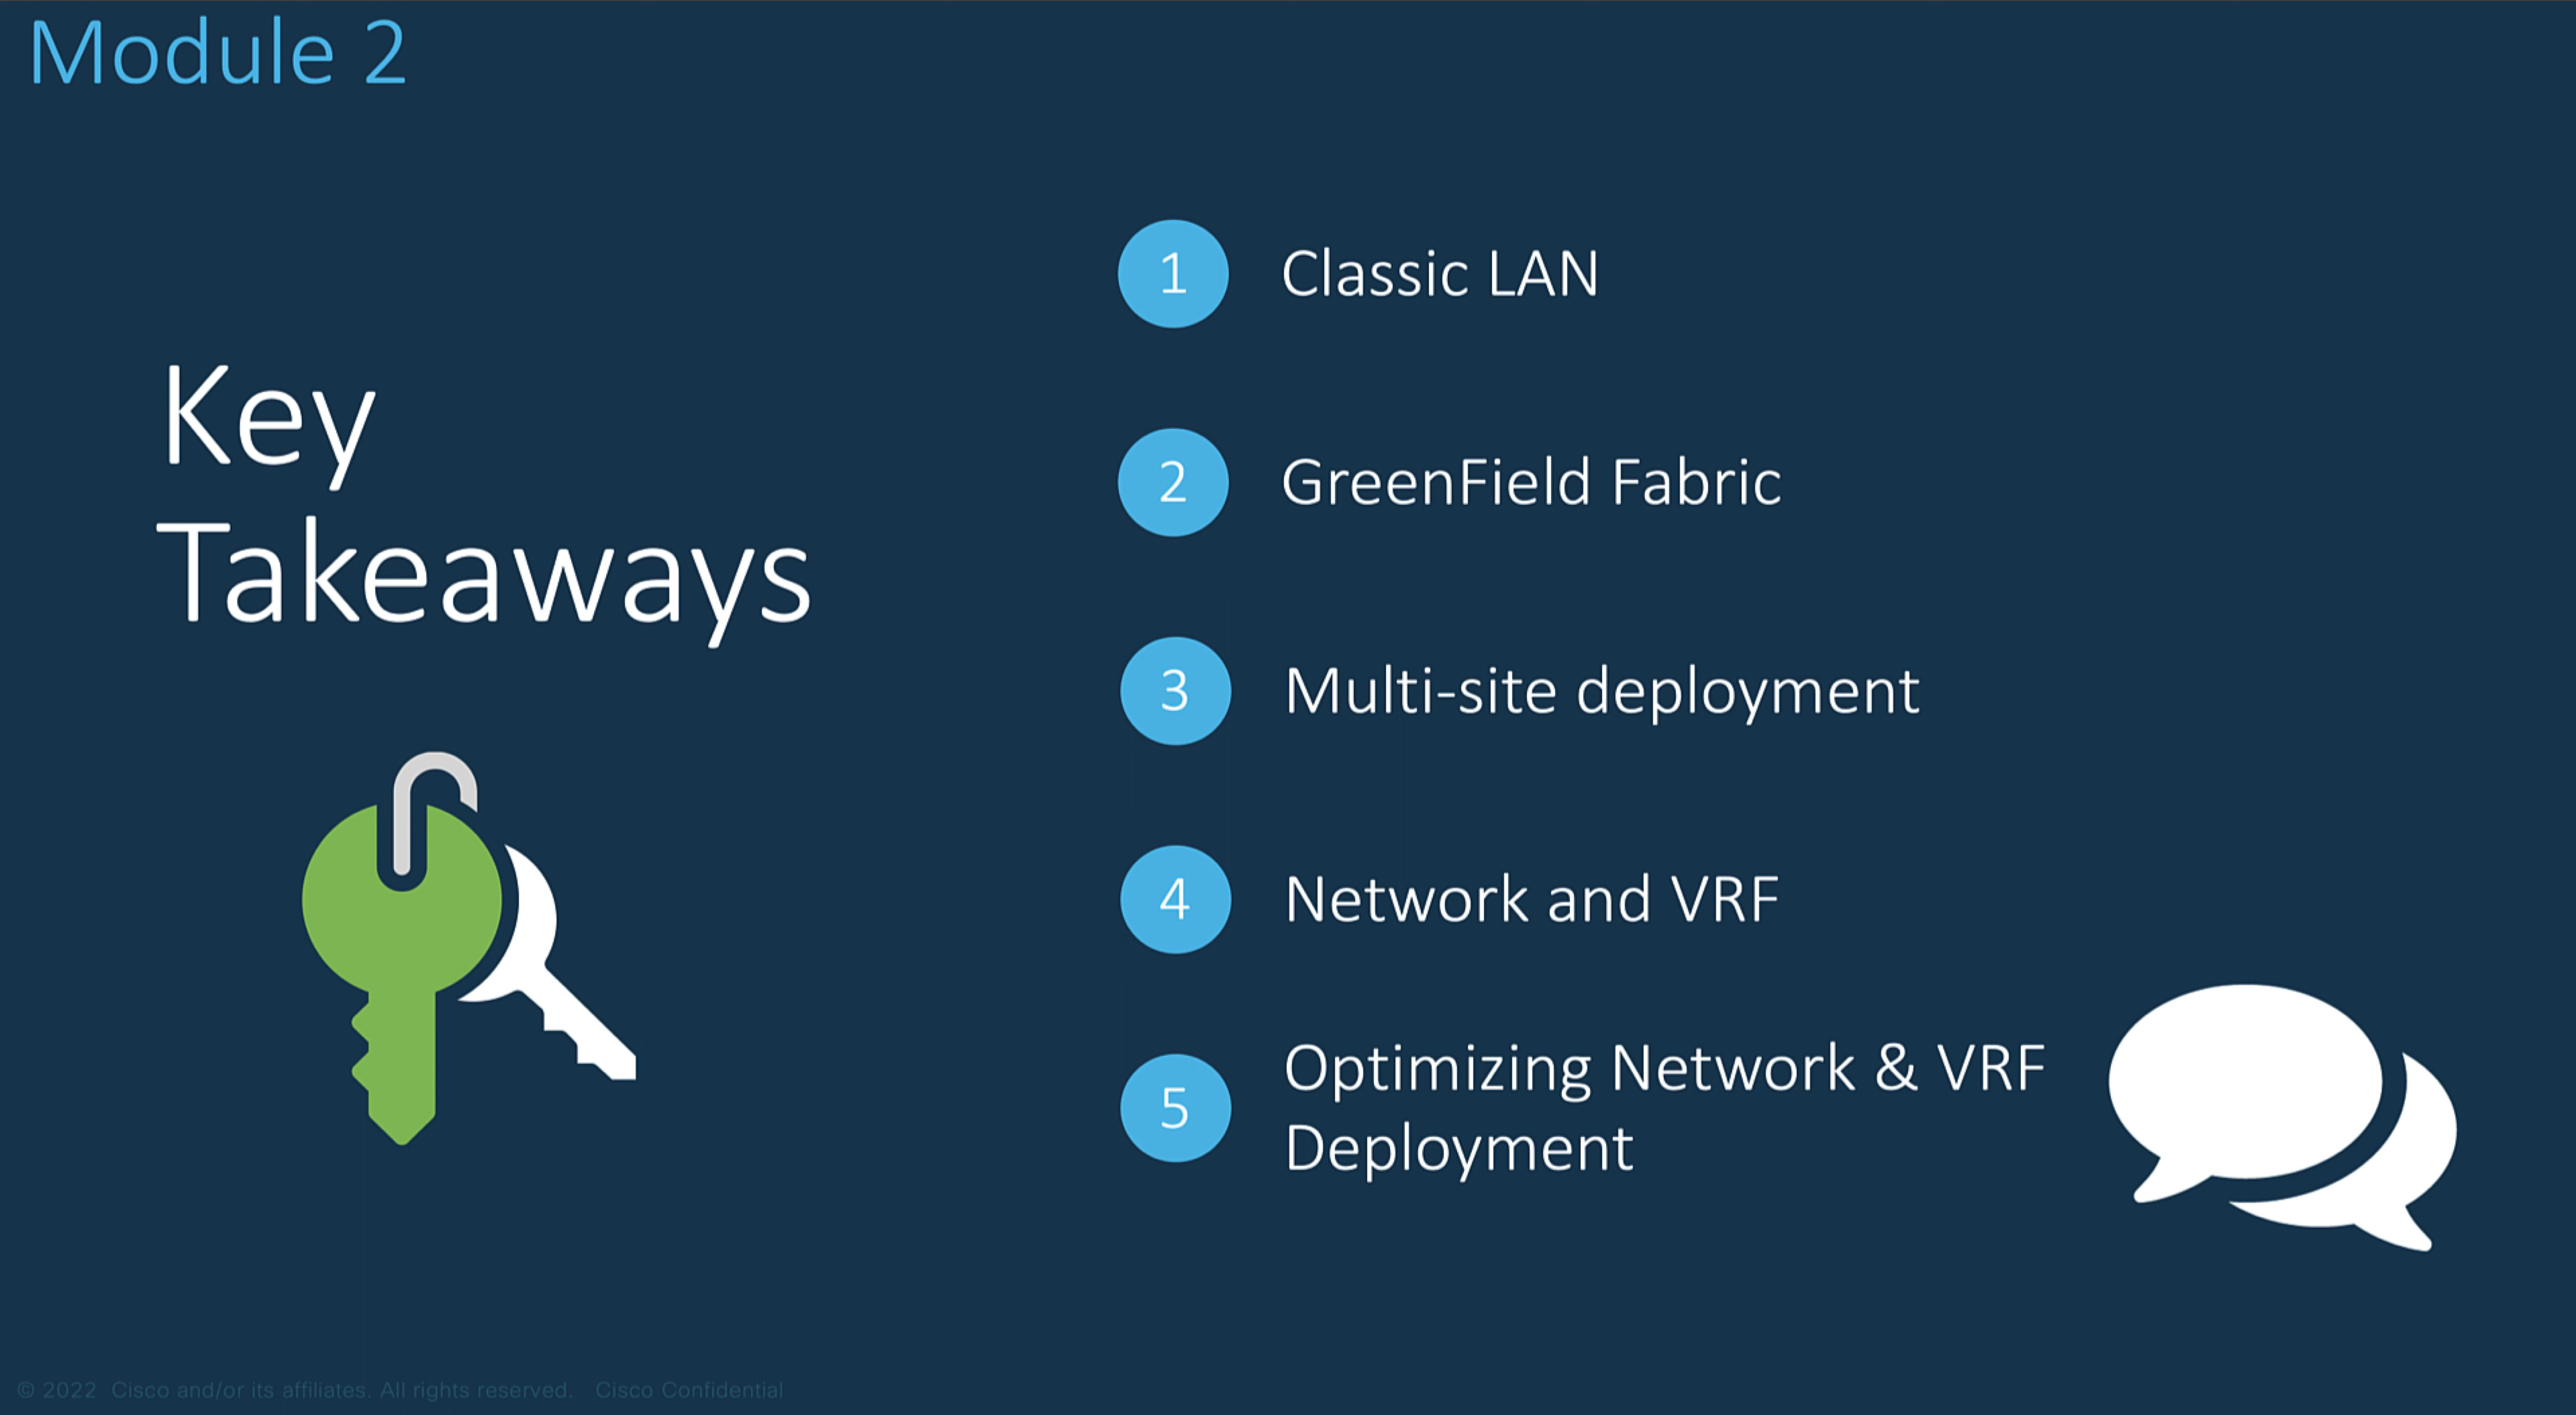 Module 2
Key
Takeaways
1 Classic LAN
2 GreenField Fabric
3 Multi-site deployment
4 Network and VRF
5 Optimizing Network & VRF
Deployment
© 2022 Cisco and/or its affiliates. All rights reserved. Cisco Confidential